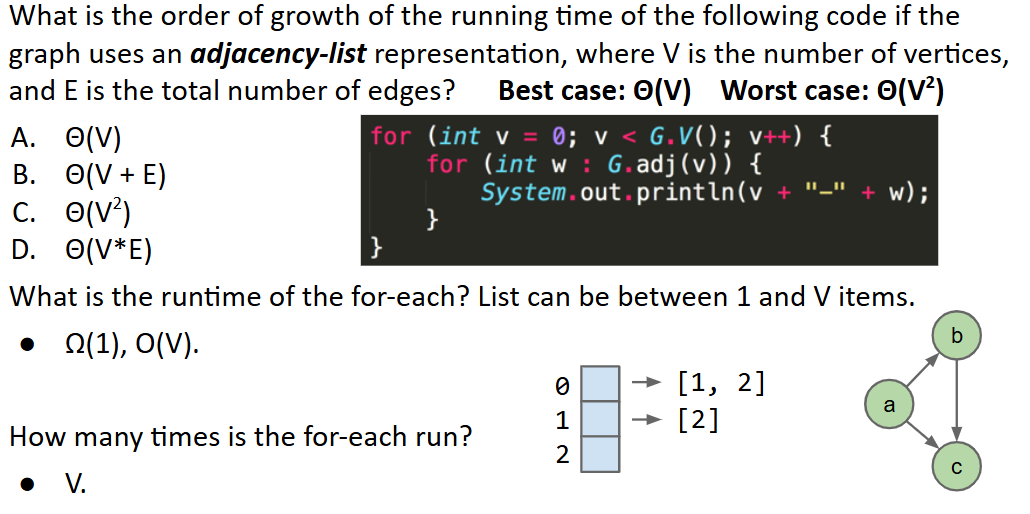 What is the order of growth of the running time of the following code if the
graph uses an adjacency-list representation, where V is the number of vertices,
and E is the total number of edges? Best case: Θ(V) Worst case: Θ(V²)
A. Θ(V)
B. Θ(V + E)
C. Θ(V²)
D. Θ(V*E)
for (int v = 0; v < G.V(); v++) {
for (int w : G.adj(v)) {
System.out.println(v + "–" + w);
}
}
What is the runtime of the for-each? List can be between 1 and V items.
● Ω(1), O(V).
How many times is the for-each run?
● V.
0 [1, 2]
1 [2]
2
b
a
c